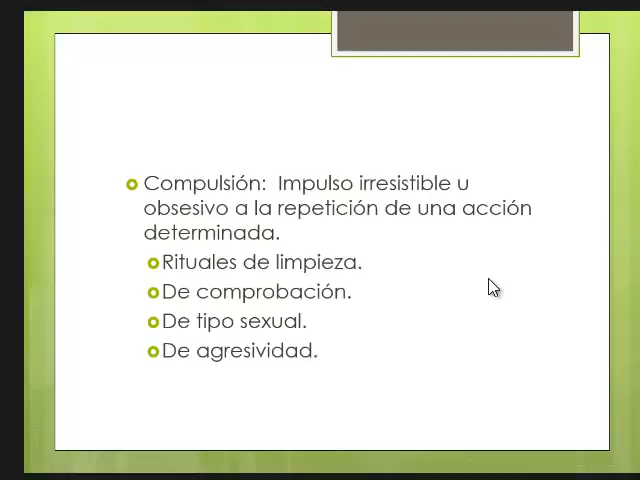 Compulsión:  Impulso irresistible u
obsesivo a la repetición de una acción
determinada.
Rituales de limpieza.
De comprobación.
De tipo sexual.
De agresividad.